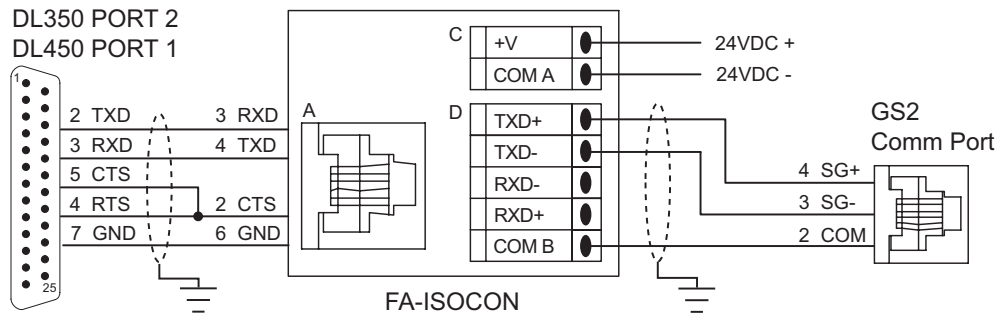 DL350 PORT 2
DL450 PORT 1
1
25
2 TXD
3 RXD
5 CTS
4 RTS
7 GND
3 RXD
4 TXD
2 CTS
6 GND
A
C
+V
COM A
D
TXD+
TXD-
RXD-
RXD+
COM B
FA-ISOCON
24VDC +
24VDC -
GS2
Comm Port
4 SG+
3 SG-
2 COM